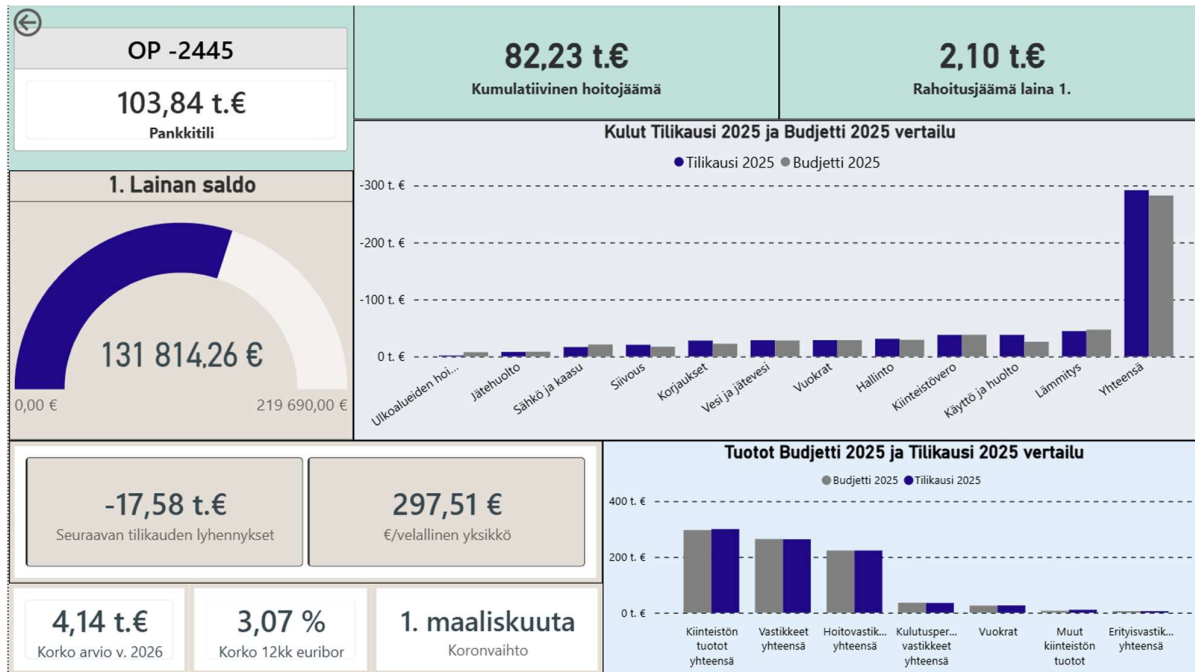 OP -2445
103,84 t.€
Pankkitili
82,23 t.€
Kumulatiivinen hoitojäämä
2,10 t.€
Rahoitusjäämä laina 1.
1. Lainan saldo
131 814,26 €
0,00 €
219 690,00 €
Kulut Tilikausi 2025 ja Budjetti 2025 vertailu
Tilikausi 2025 Budjetti 2025
-300 t. €
-200 t. €
-100 t. €
0 t. €
Ulkoalueiden hoi...
Jätehuolto
Sähkö ja kaasu
Siivous
Korjaukset
Vesi ja jätevesi
Vuokrat
Hallinto
Kiinteistövero
Käyttö ja huolto
Lämmitys
Yhteensä
-17,58 t.€
Seuraavan tilikauden lyhennykset
297,51 €
€/velallinen yksikkö
4,14 t.€
Korko arvio v. 2026
3,07 %
Korko 12kk euribor
1. maaliskuuta
Koronvaihto
Tuotot Budjetti 2025 ja Tilikausi 2025 vertailu
Budjetti 2025 Tilikausi 2025
400 t. €
200 t. €
0 t. €
Kiinteistön
tuotot
yhteensä
Vastikkeet
yhteensä
Hoitovastik...
yhteensä
Kulutusper...
vastikkeet
yhteensä
Vuokrat
Muut
kiinteistön
tuotot
Erityisvastik...
yhteensä